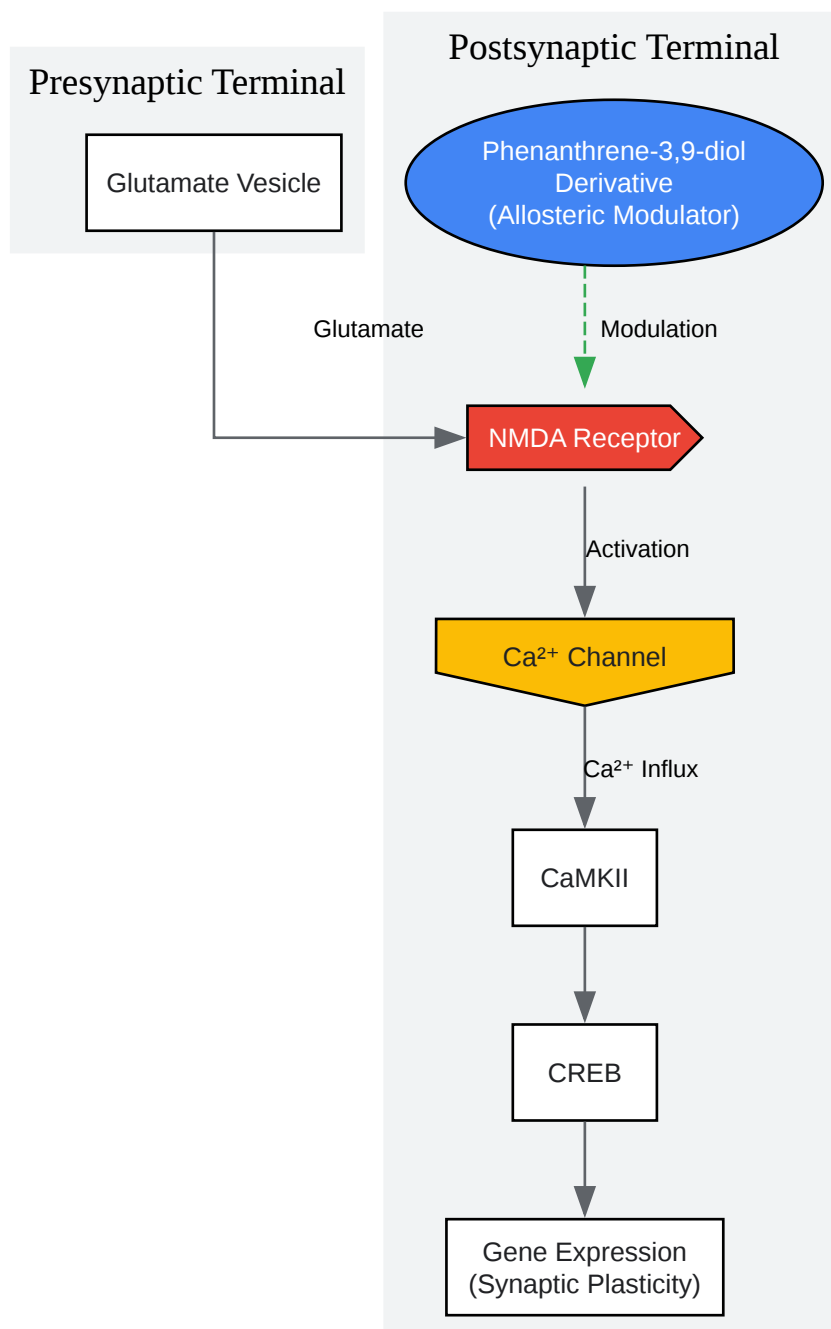 Presynaptic Terminal
Glutamate Vesicle
Postsynaptic Terminal
Phenanthrene-3,9-diol
Derivative
(Allosteric Modulator)
Glutamate
Modulation
NMDA Receptor
Activation
Ca²⁺ Channel
Ca²⁺ Influx
CaMKII
CREB
Gene Expression
(Synaptic Plasticity)